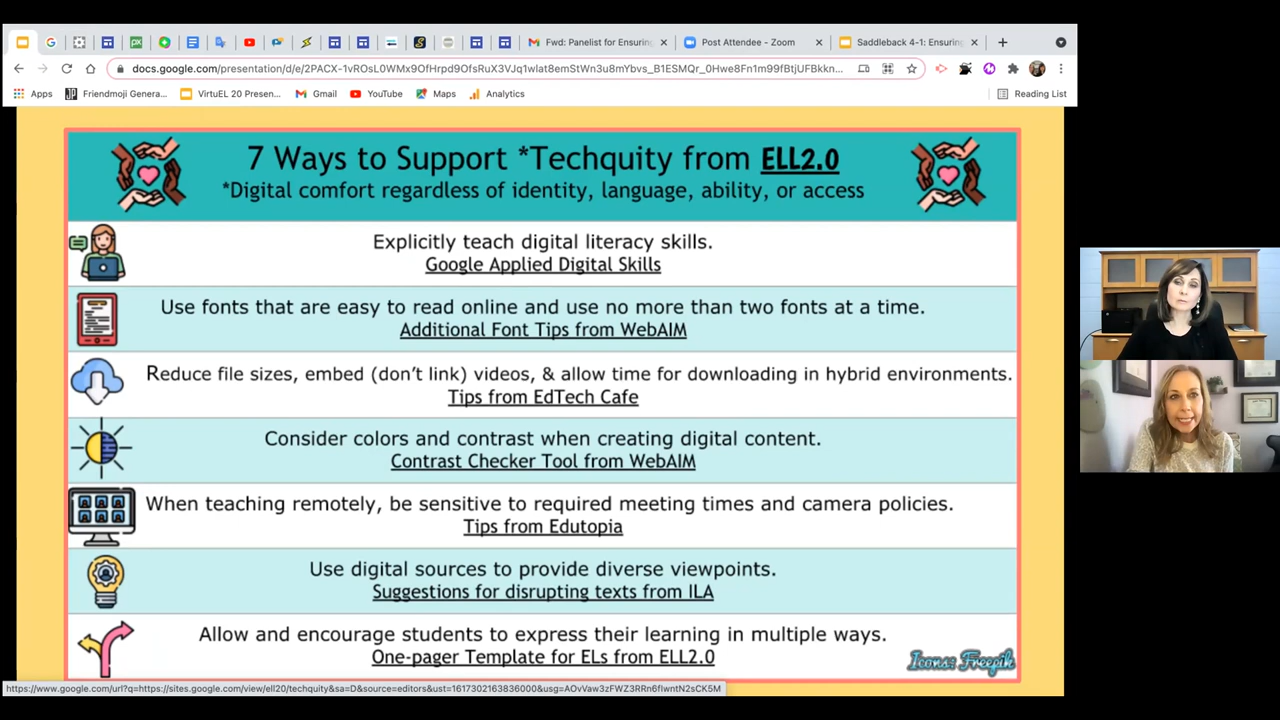 Fwd: Panelist for Ensuring
Post Attendee - Zoom
Saddleback 4-1: Ensuring
docs.google.com/presentation/d/e/2PACX-1vROsL0WMx9OfHrpd9OfsRuX3VJq1wlat8emStWn3u8mYbvs_B1ESMQr_0Hwe8Fn1m99fBtjUFBkkn...
Apps
Friendmoji Genera...
VirtuEL 20 Presen...
Gmail
YouTube
Maps
Analytics
Reading List
7 Ways to Support *Techquity from ELL2.0
*Digital comfort regardless of identity, language, ability, or access
Explicitly teach digital literacy skills.
Google Applied Digital Skills
Use fonts that are easy to read online and use no more than two fonts at a time.
Additional Font Tips from WebAIM
Reduce file sizes, embed (don't link) videos, & allow time for downloading in hybrid environments.
Tips from EdTech Cafe
Consider colors and contrast when creating digital content.
Contrast Checker Tool from WebAIM
When teaching remotely, be sensitive to required meeting times and camera policies.
Tips from Edutopia
Use digital sources to provide diverse viewpoints.
Suggestions for disrupting texts from ILA
Allow and encourage students to express their learning in multiple ways.
One-pager Template for ELs from ELL2.0
Icons: Freepik
https://www.google.com/url?q=https://sites.google.com/view/ell20/techquity&sa=D&source=editors&ust=1617302163836000&usg=AOvVaw3zFWZ3RRn6fIwntN2sCK5M